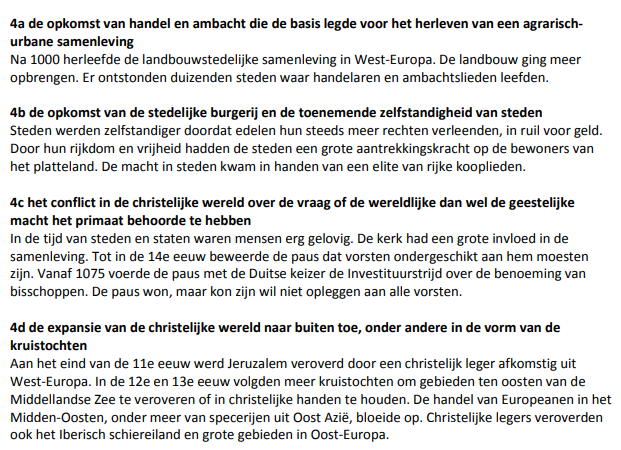 4a de opkomst van handel en ambacht die de basis legde voor het herleven van een agrarisch-
urbane samenleving
Na 1000 herleefde de landbouwstedelijke samenleving in West-Europa. De landbouw ging meer
opbrengen. Er ontstonden duizenden steden waar handelaren en ambachtslieden leefden.
4b de opkomst van de stedelijke burgerij en de toenemende zelfstandigheid van steden
Steden werden zelfstandiger doordat edelen hun steeds meer rechten verleenden, in ruil voor geld.
Door hun rijkdom en vrijheid hadden de steden een grote aantrekkingskracht op de bewoners van
het platteland. De macht in steden kwam in handen van een elite van rijke kooplieden.
4c het conflict in de christelijke wereld over de vraag of de wereldlijke dan wel de geestelijke
macht het primaat behoorde te hebben
In de tijd van steden en staten waren mensen erg gelovig. De kerk had een grote invloed in de
samenleving. Tot in de 14e eeuw beweerde de paus dat vorsten ondergeschikt aan hem moesten
zijn. Vanaf 1075 voerde de paus met de Duitse keizer de Investituurstrijd over de benoeming van
bisschoppen. De paus won, maar kon zijn wil niet opleggen aan alle vorsten.
4d de expansie van de christelijke wereld naar buiten toe, onder andere in de vorm van de
kruistochten
Aan het eind van de 11e eeuw werd Jeruzalem veroverd door een christelijk leger afkomstig uit
West-Europa. In de 12e en 13e eeuw volgden meer kruistochten om gebieden ten oosten van de
Middellandse Zee te veroveren of in christelijke handen te houden. De handel van Europeanen in het
Midden-Oosten, onder meer van specerijen uit Oost Azië, bloeide op. Christelijke legers veroverden
ook het Iberisch schiereiland en grote gebieden in Oost-Europa.